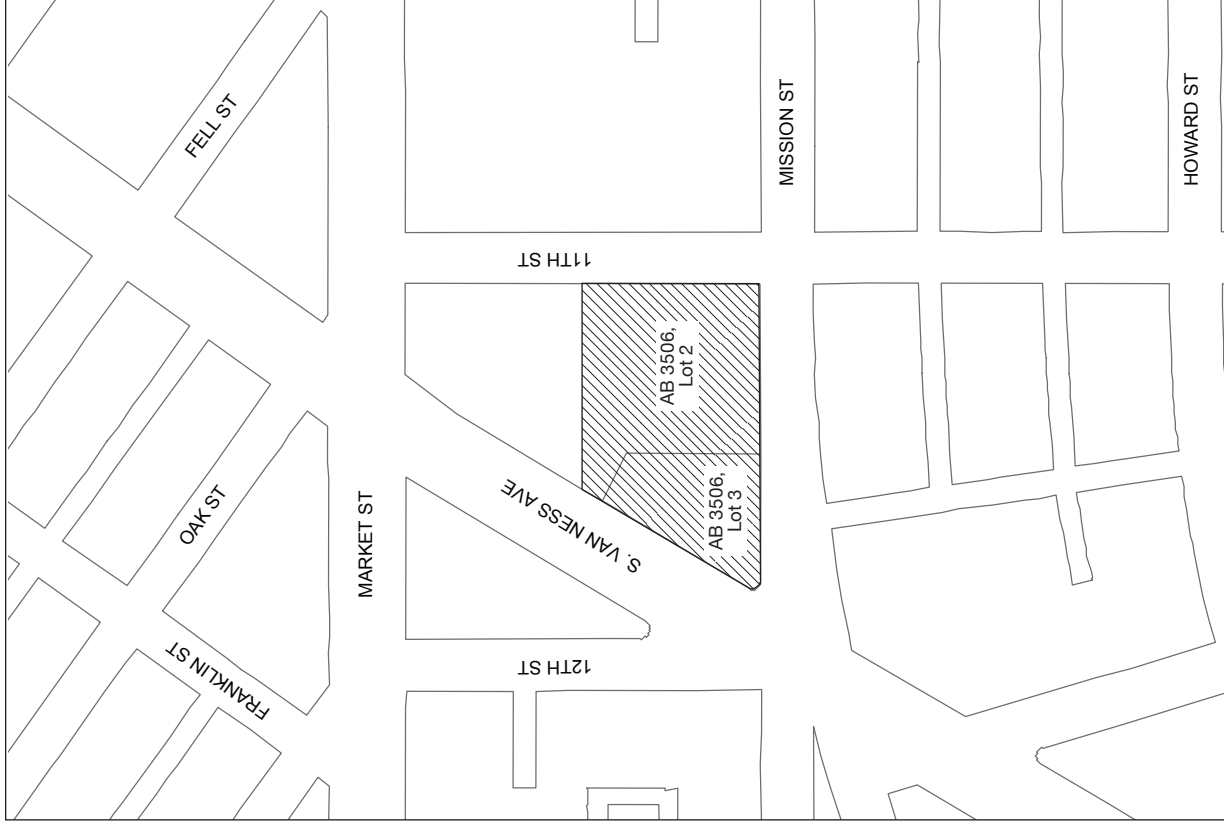 FELL ST
MISSION ST
HOWARD ST
11TH ST
AB 3506,
Lot 2
AB 3506,
Lot 3
S. VAN NESS AVE
OAK ST
MARKET ST
12TH ST
FRANKLIN ST